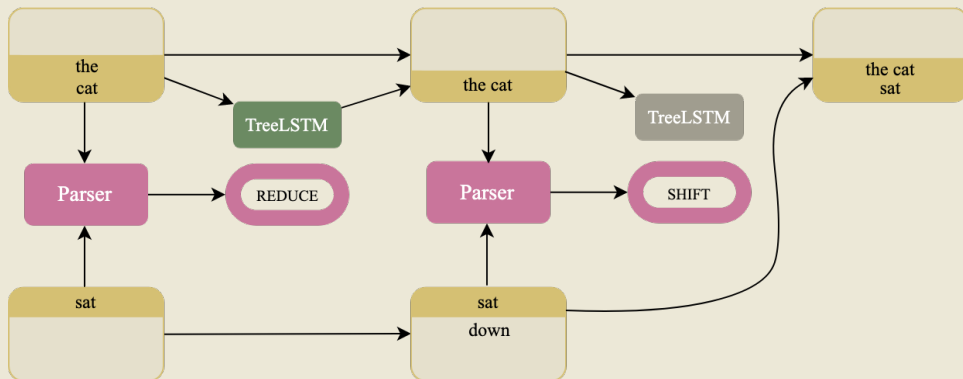 the
cat
the cat
the cat
sat
TreeLSTM
TreeLSTM
Parser
REDUCE
Parser
SHIFT
sat
sat
down